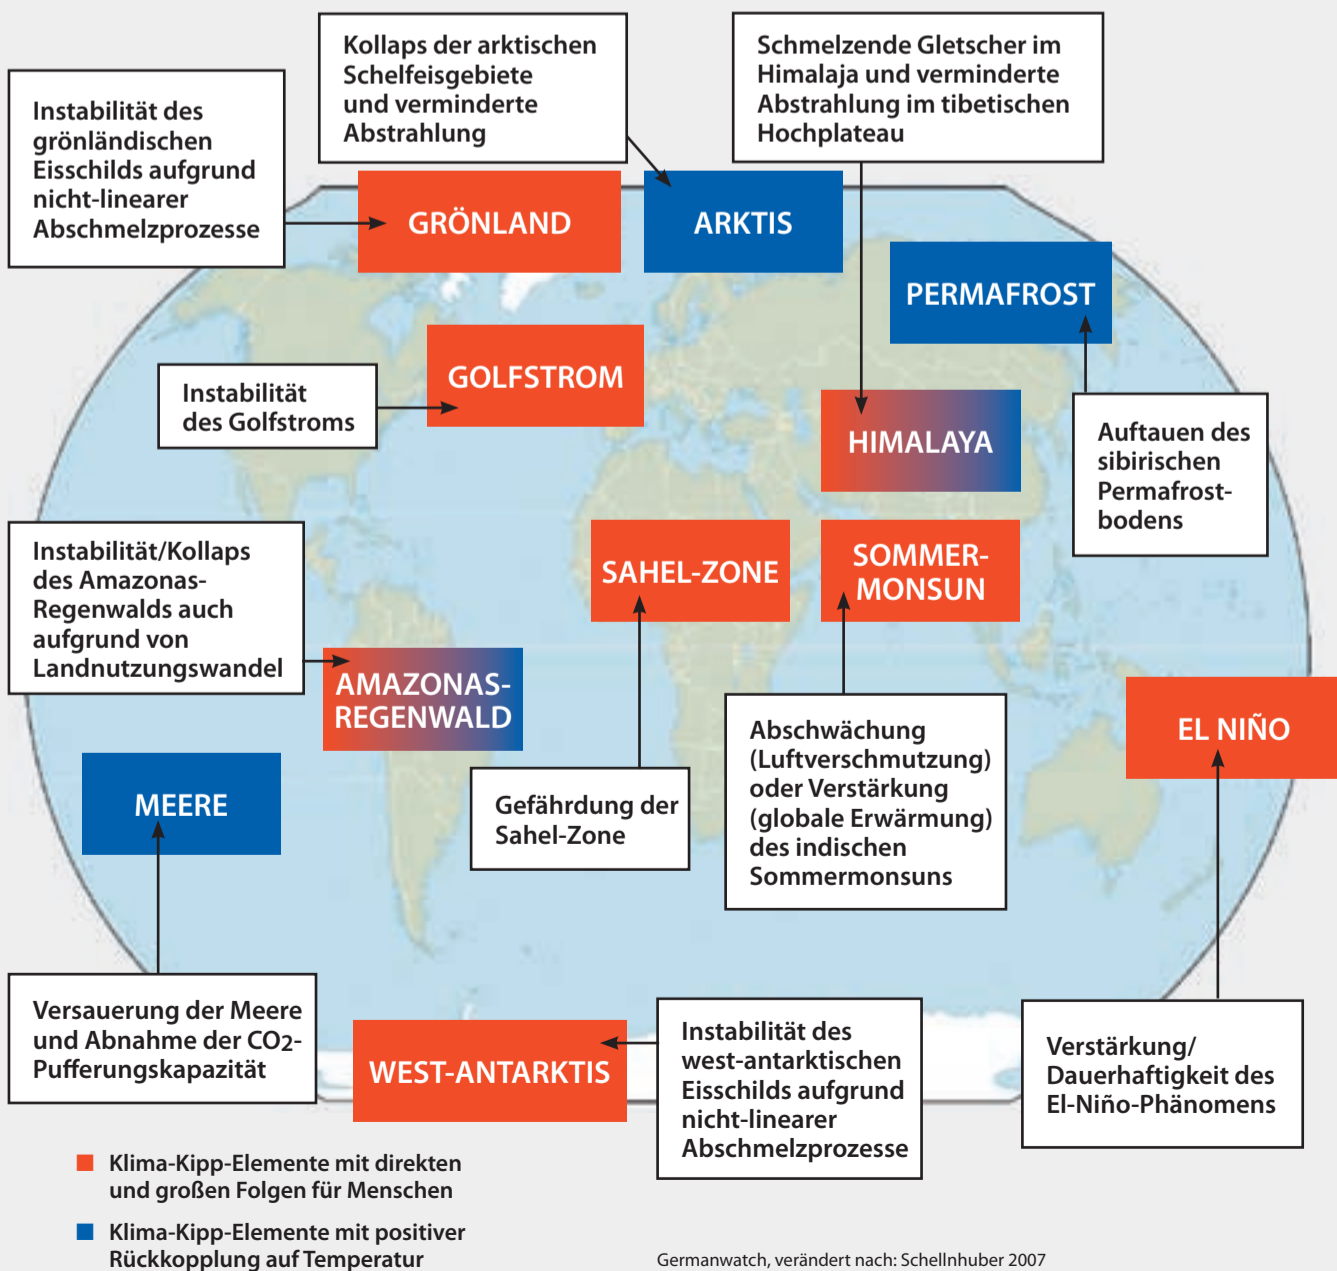 Kollaps der arktischen
Schelfeisgebiete
und verminderte
Abstrahlung
Schmelzende Gletscher im
Himalaja und verminderte
Abstrahlung im tibetischen
Hochplateau
Instabilität des
grönländischen
Eisschilds aufgrund
nicht-linearer
Abschmelzprozesse
GRÖNLAND
ARKTIS
PERMAFROST
GOLFSTROM
Instabilität
des Golfstroms
HIMALAYA
Auftauen des
sibirischen
Permafrost-
bodens
Instabilität/Kollaps
des Amazonas-
Regenwalds auch
aufgrund von
Landnutzungswandel
SAHEL-ZONE
SOMMER-
MONSUN
AMAZONAS-
REGENWALD
EL NIÑO
MEERE
Gefährdung der
Sahel-Zone
Abschwächung
(Luftverschmutzung)
oder Verstärkung
(globale Erwärmung)
des indischen
Sommermonsuns
Versauerung der Meere
und Abnahme der CO2-
Pufferungskapazität
WEST-ANTARKTIS
Instabilität des
west-antarktischen
Eisschilds aufgrund
nicht-linearer
Abschmelzprozesse
Verstärkung/
Dauerhaftigkeit des
El-Niño-Phänomens
Klima-Kipp-Elemente mit direkten
und großen Folgen für Menschen
Klima-Kipp-Elemente mit positiver
Rückkopplung auf Temperatur
Germanwatch, verändert nach: Schellnhuber 2007